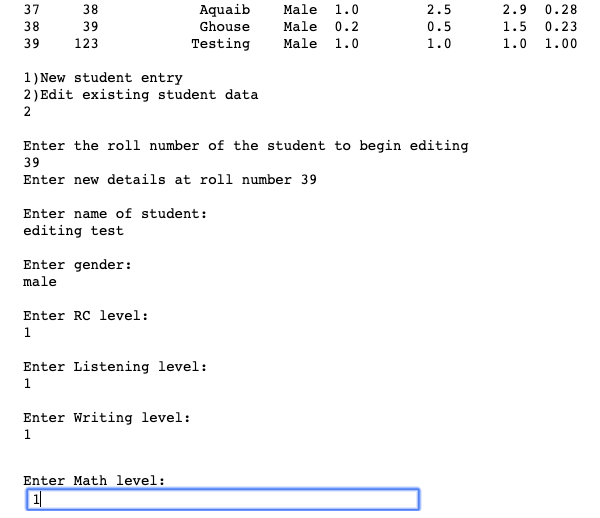 37 38 Aquaib Male 1.0 2.5 2.9 0.28
38 39 Ghouse Male 0.2 0.5 1.5 0.23
39 123 Testing Male 1.0 1.0 1.0 1.00
1)New student entry
2)Edit existing student data
2
Enter the roll number of the student to begin editing
39
Enter new details at roll number 39
Enter name of student:
editing test
Enter gender:
male
Enter RC level:
1
Enter Listening level:
1
Enter Writing level:
1
Enter Math level:
1